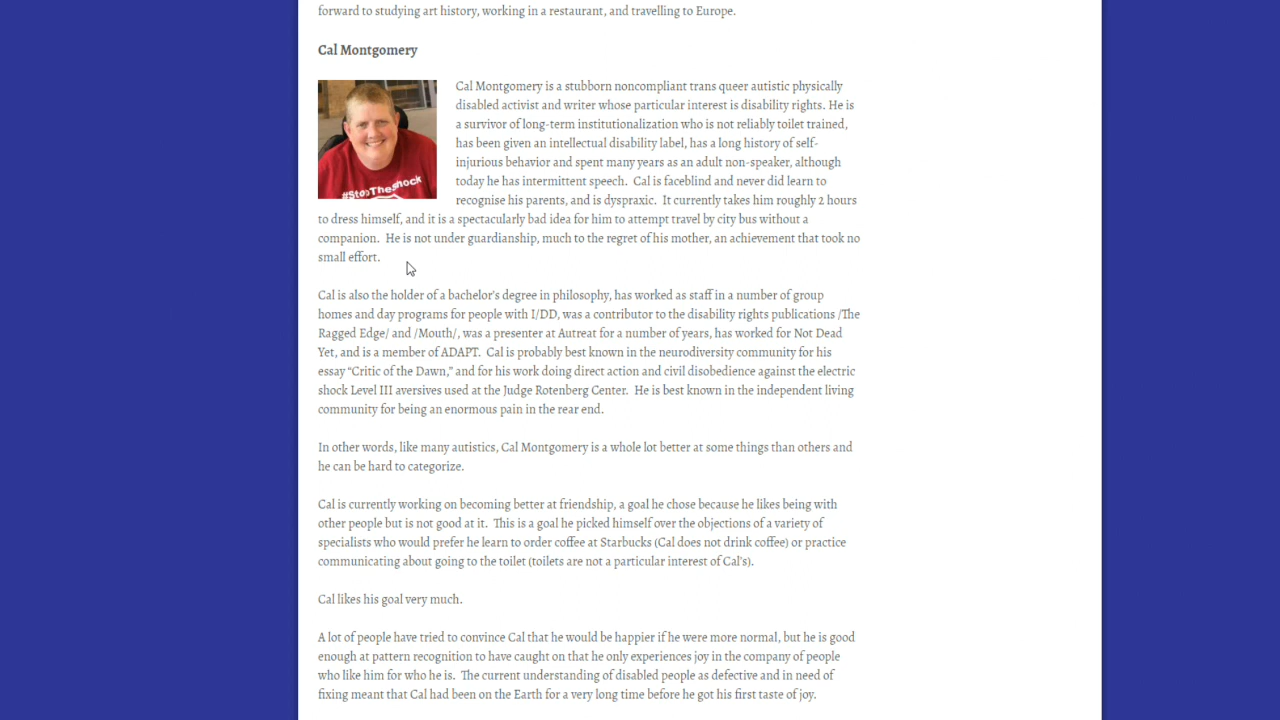 forward to studying art history, working in a restaurant, and travelling to Europe.
Cal Montgomery
Cal Montgomery is a stubborn noncompliant trans queer autistic physically
disabled activist and writer whose particular interest is disability rights. He is
a survivor of long-term institutionalization who is not reliably toilet trained,
has been given an intellectual disability label, has a long history of self-
injurious behavior and spent many years as an adult non-speaker, although
today he has intermittent speech.  Cal is faceblind and never did learn to
recognise his parents, and is dyspraxic.  It currently takes him roughly 2 hours
#StopTheshock
to dress himself, and it is a spectacularly bad idea for him to attempt travel by city bus without a
companion.  He is not under guardianship, much to the regret of his mother, an achievement that took no
small effort.
Cal is also the holder of a bachelor's degree in philosophy, has worked as staff in a number of group
homes and day programs for people with I/DD, was a contributor to the disability rights publications /The
Ragged Edge/ and /Mouth/, was a presenter at Autreat for a number of years, has worked for Not Dead
Yet, and is a member of ADAPT.  Cal is probably best known in the neurodiversity community for his
essay “Critic of the Dawn,” and for his work doing direct action and civil disobedience against the electric
shock Level III aversives used at the Judge Rotenberg Center.  He is best known in the independent living
community for being an enormous pain in the rear end.
In other words, like many autistics, Cal Montgomery is a whole lot better at some things than others and
he can be hard to categorize.
Cal is currently working on becoming better at friendship, a goal he chose because he likes being with
other people but is not good at it.  This is a goal he picked himself over the objections of a variety of
specialists who would prefer he learn to order coffee at Starbucks (Cal does not drink coffee) or practice
communicating about going to the toilet (toilets are not a particular interest of Cal's).
Cal likes his goal very much.
A lot of people have tried to convince Cal that he would be happier if he were more normal, but he is good
enough at pattern recognition to have caught on that he only experiences joy in the company of people
who like him for who he is.  The current understanding of disabled people as defective and in need of
fixing meant that Cal had been on the Earth for a very long time before he got his first taste of joy.